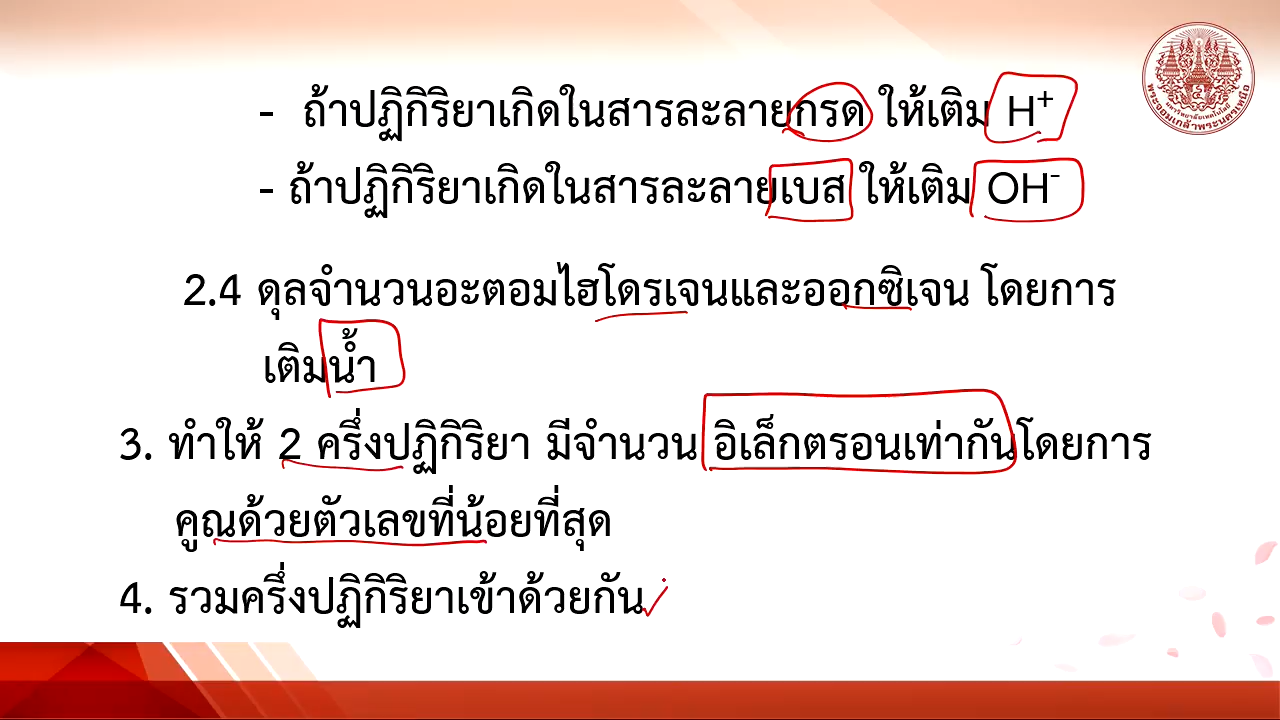 - ถ้าปฏิกิริยาเกิดในสารละลายกรด ให้เติม H⁺
- ถ้าปฏิกิริยาเกิดในสารละลายเบส ให้เติม OH⁻
2.4 ดุลจำนวนอะตอมไฮโดรเจนและออกซิเจน โดยการ
เติมน้ำ
3. ทำให้ 2 ครึ่งปฏิกิริยา มีจำนวน อิเล็กตรอนเท่ากันโดยการ
คูณด้วยตัวเลขที่น้อยที่สุด
4. รวมครึ่งปฏิกิริยาเข้าด้วยกัน